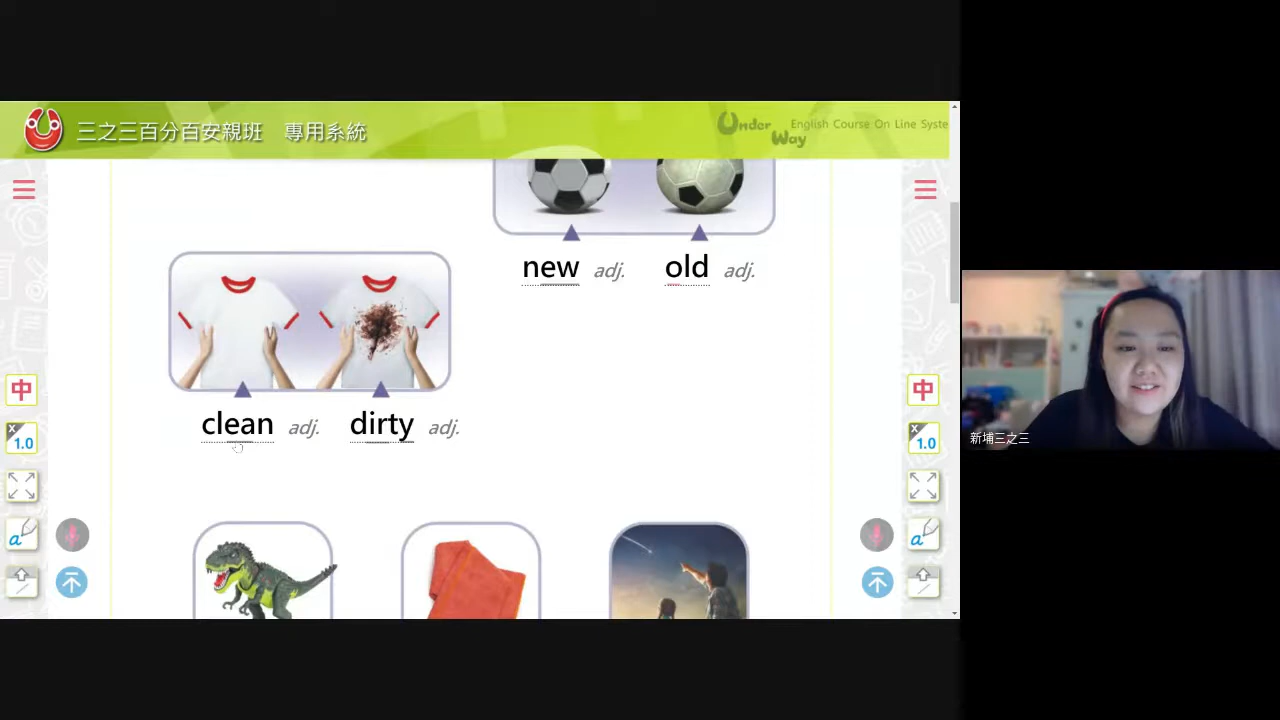 三之三百分百安親班 專用系統
Under Way
English Course On Line Syste
new adj. old adj.
clean adj. dirty adj.
中
中
x 1.0
x 1.0
a
a
新埔三之三